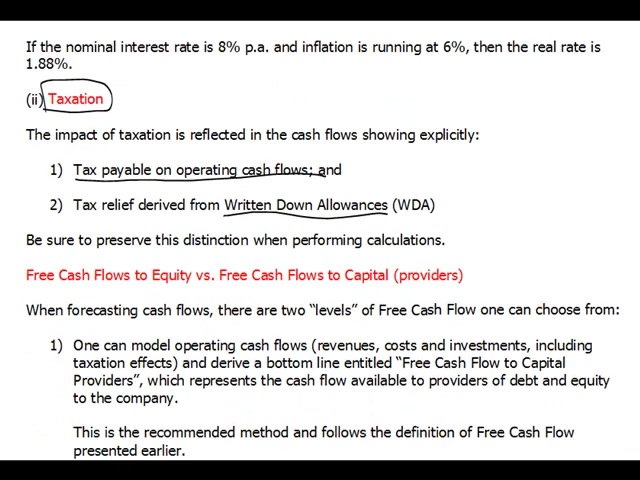 If the nominal interest rate is 8% p.a. and inflation is running at 6%, then the real rate is
1.88%.
(ii) Taxation
The impact of taxation is reflected in the cash flows showing explicitly:
1) Tax payable on operating cash flows; and
2) Tax relief derived from Written Down Allowances (WDA)
Be sure to preserve this distinction when performing calculations.
Free Cash Flows to Equity vs. Free Cash Flows to Capital (providers)
When forecasting cash flows, there are two “levels” of Free Cash Flow one can choose from:
1) One can model operating cash flows (revenues, costs and investments, including
taxation effects) and derive a bottom line entitled “Free Cash Flow to Capital
Providers”, which represents the cash flow available to providers of debt and equity
to the company.
This is the recommended method and follows the definition of Free Cash Flow
presented earlier.